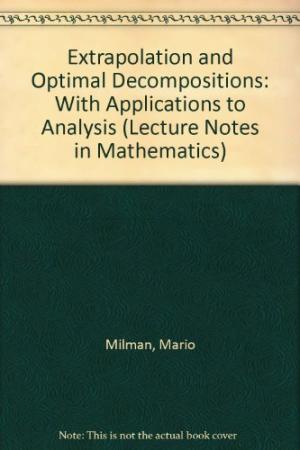 Extrapolation and
Optimal Decompositions:
With Applications to
Analysis (Lecture Notes
in Mathematics)
Milman, Mario
Note: This is not the actual book cover